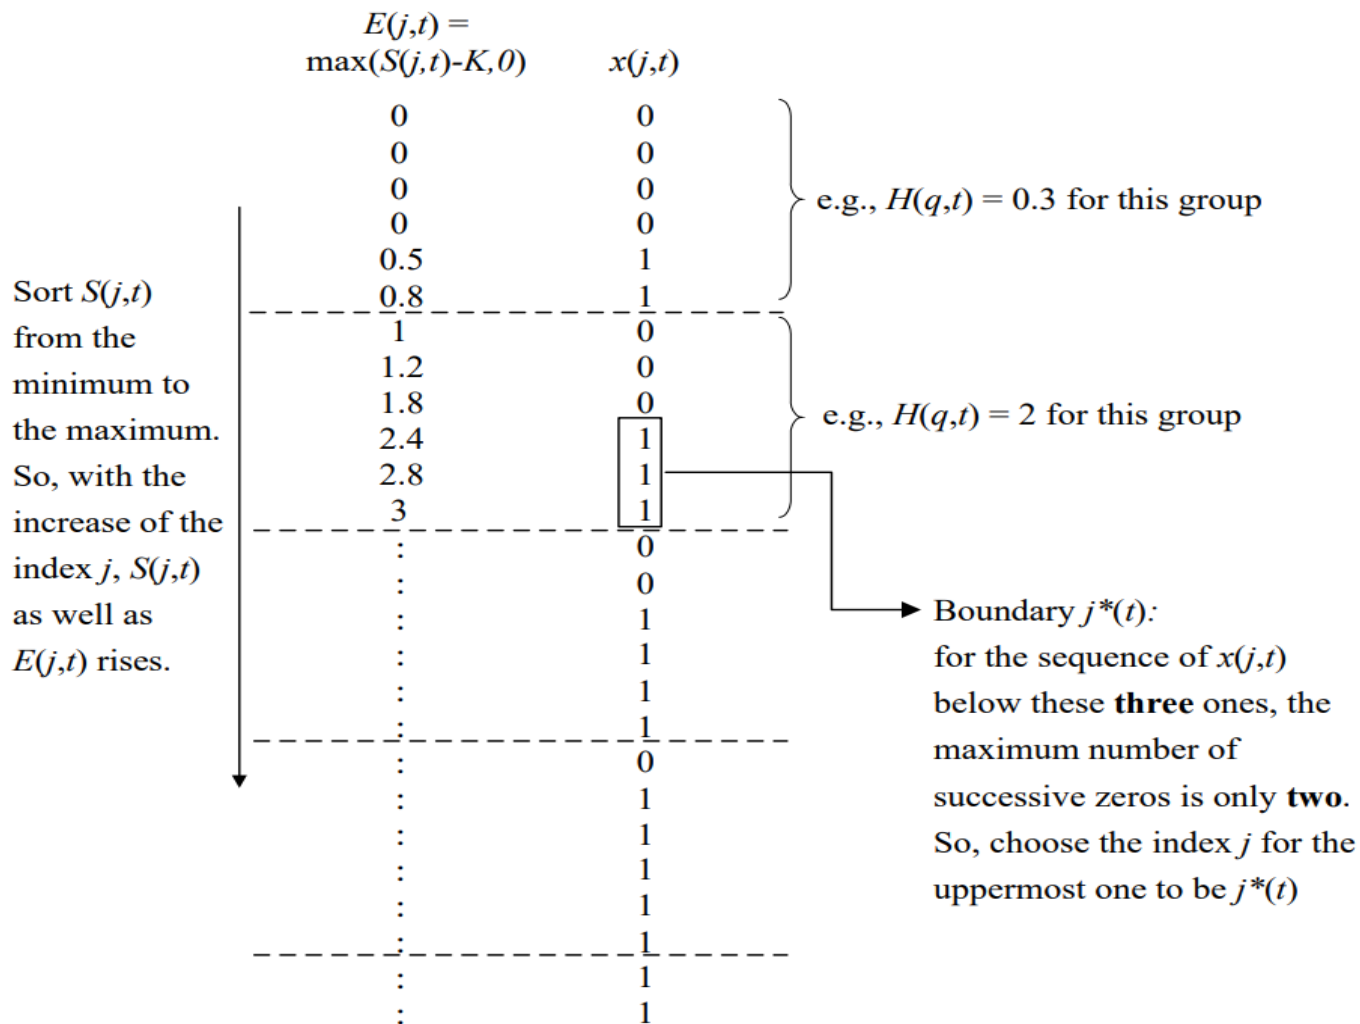 E(j,t) =
max(S(j,t)-K,0) x(j,t)
0 0
0 0
0 0
0 0
0.5 1
0.8 1
e.g., H(q,t) = 0.3 for this group
1 0
1.2 0
1.8 0
2.4 1
2.8 1
3 1
e.g., H(q,t) = 2 for this group
: 0
: 0
: 1
: 1
: 1
: 1
: 0
: 1
: 1
: 1
: 1
: 1
: 1
: 1
Sort S(j,t)
from the
minimum to
the maximum.
So, with the
increase of the
index j, S(j,t)
as well as
E(j,t) rises.
Boundary j*(t):
for the sequence of x(j,t)
below these three ones, the
maximum number of
successive zeros is only two.
So, choose the index j for the
uppermost one to be j*(t)